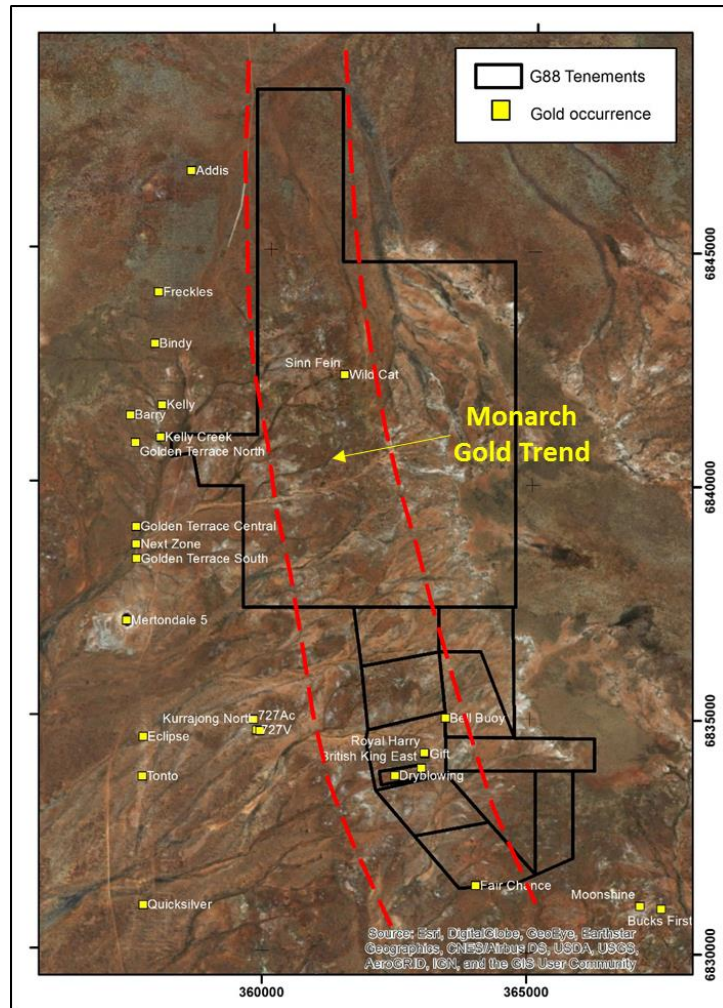 G88 Tenements
Gold occurrence
Addis
6845000
Freckles
Bindy
Sinn Fein
Wild Cat
Kelly
Barry
Monarch
Gold Trend
Kelly Creek
Golden Terrace North
6840000
Golden Terrace Central
Next Zone
Golden Terrace South
Mertondale 5
Kurrajong North
727Ac
Bell Buoy
6835000
727V
Eclipse
Royal Harry
Gift
British King East
Tonto
Dryblowing
Fair Chance
Moonshine
Quicksilver
Bucks First
Source: Esri, DigitalGlobe, GeoEye, Earthstar
Geographics, CNES/Airbus DS, USDA, USGS,
AeroGRID, IGN, and the GIS User Community
6830000
360000
365000